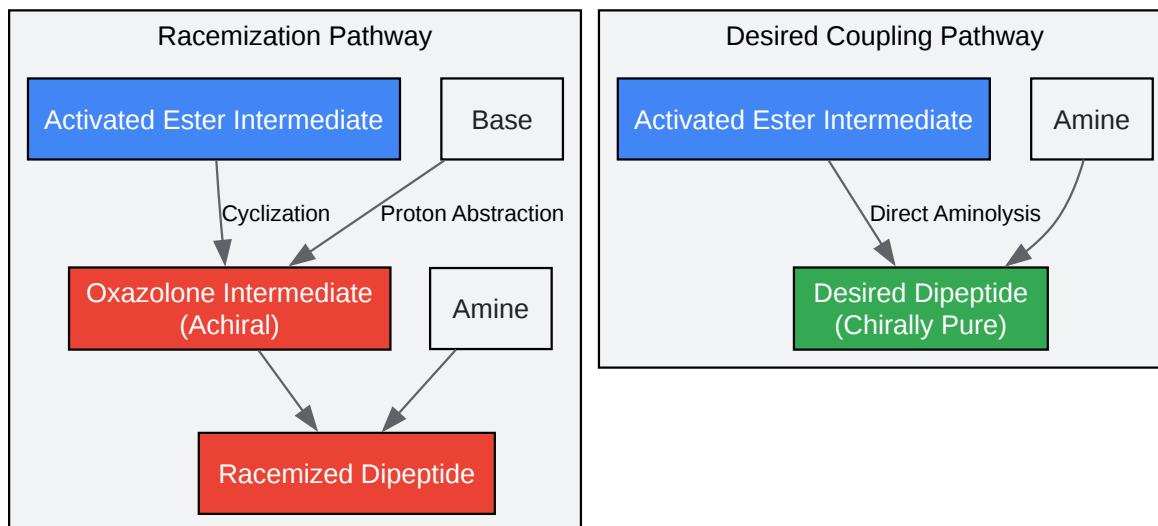 Racemization Pathway
Activated Ester Intermediate
Base
Cyclization
Proton Abstraction
Oxazolone Intermediate
(Achiral)
Amine
Racemized Dipeptide
Desired Coupling Pathway
Activated Ester Intermediate
Amine
Direct Aminolysis
Desired Dipeptide
(Chirally Pure)